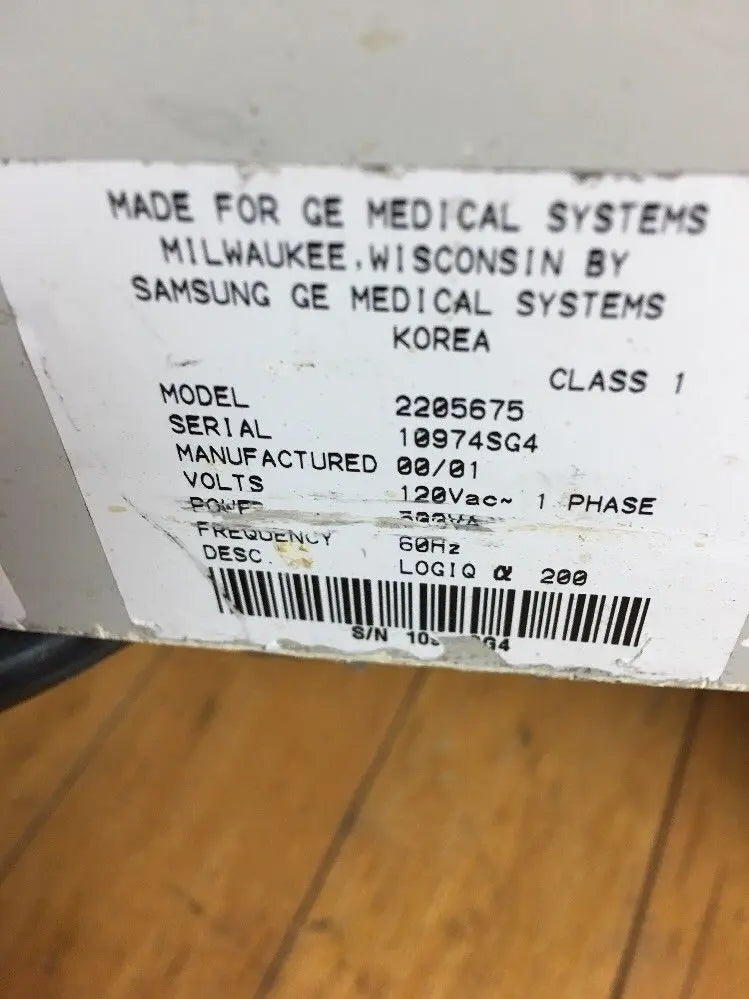 MADE FOR GE MEDICAL SYSTEMS
MILWAUKEE, WISCONSIN BY
SAMSUNG GE MEDICAL SYSTEMS
KOREA
CLASS 1
MODEL 2205675
SERIAL 10974SG4
MANUFACTURED 00/01
VOLTS 120Vac~ 1 PHASE
FREQUENCY 60Hz
DESC. LOGIQ α 200
S/N